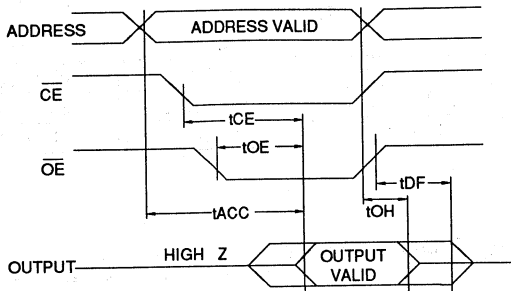 ADDRESS
ADDRESS VALID
CE
tCE
tOE
OE
tDF
tACC
tOH
HIGH Z
OUTPUT
OUTPUT
VALID